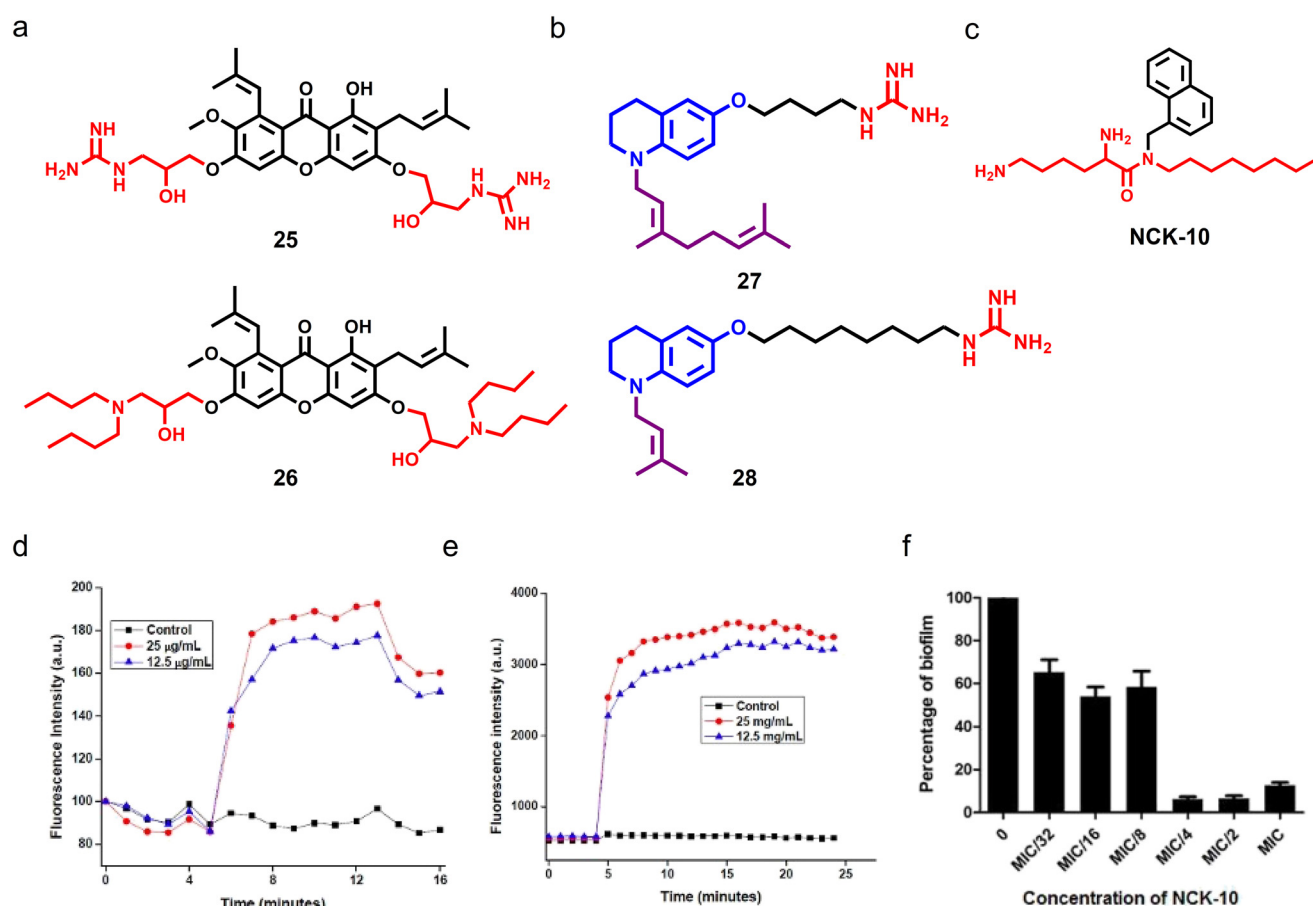 a
b
c
NH
H2N
N
H
OH
O
O
O
OH
O
O
HO
H
N
NH2
NH
25
O
N
H
NH
NH2
N
27
NH2
H2N
N
O
NCK-10
O
O
OH
N
OH
O
O
O
HO
N
26
O
N
H
NH
NH2
N
28
d
e
f
200
180
160
140
120
100
80
Fluorescence Intensity (a.u.)
Control
25 µg/mL
12.5 µg/mL
0 4 8 12 16
Time (minutes)
4000
3000
2000
1000
Fluorescence intensity (a.u.)
Control
25 mg/mL
12.5 mg/mL
0 5 10 15 20 25
Time (minutes)
100
80
60
40
20
0
Percentage of biofilm
0 MIC/32 MIC/16 MIC/8 MIC/4 MIC/2 MIC
Concentration of NCK-10